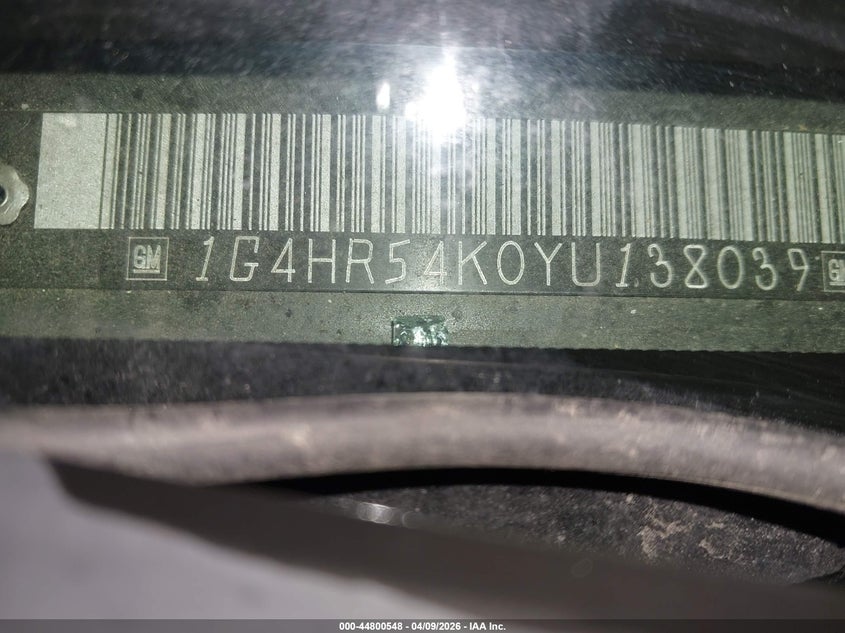 GM 1G4HR54K0YU138039 GM
000-44800548 - 04/09/2026 - IAA Inc.